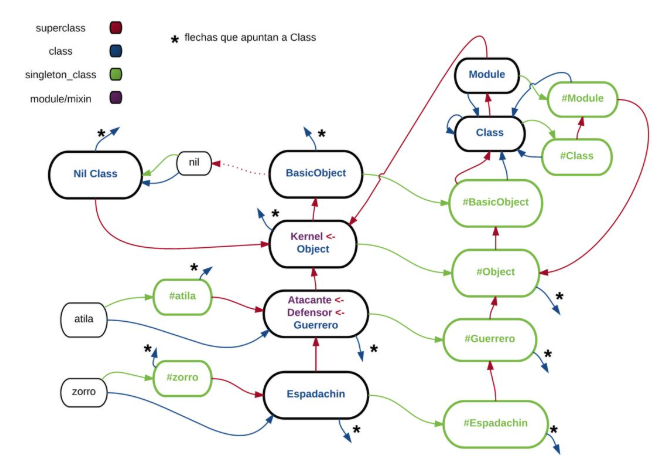 superclass
class
singleton_class
module/mixin
* flechas que apuntan a Class
Module
#Module
Class
#Class
*
Nil Class
nil
*
BasicObject
#BasicObject
*
Kernel <-
Object
#Object
*
*
#atila
atila
Atacante <-
Defensor <-
Guerrero
#Guerrero
*
*
*
#zorro
zorro
Espadachin
#Espadachin
*
*